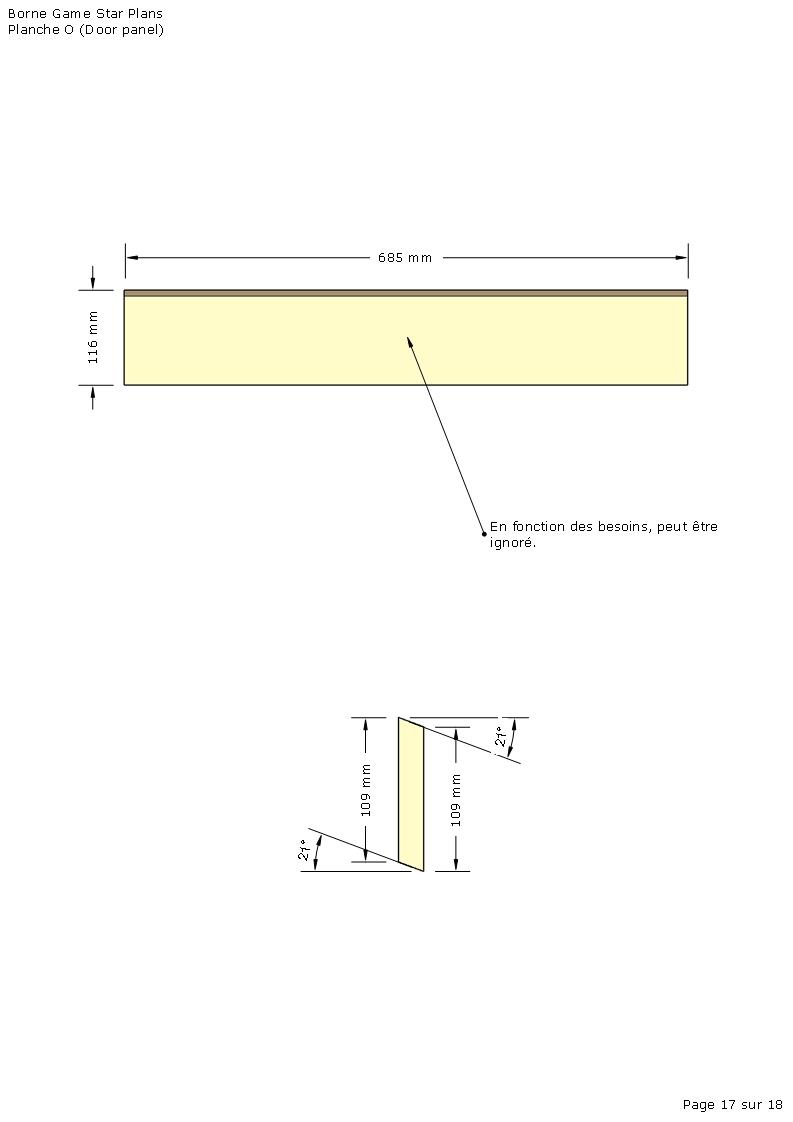 Borne Game Star Plans
Planche O (Door panel)
685 mm
116 mm
En fonction des besoins, peut être
ignoré.
21°
109 mm
109 mm
21°
Page 17 sur 18